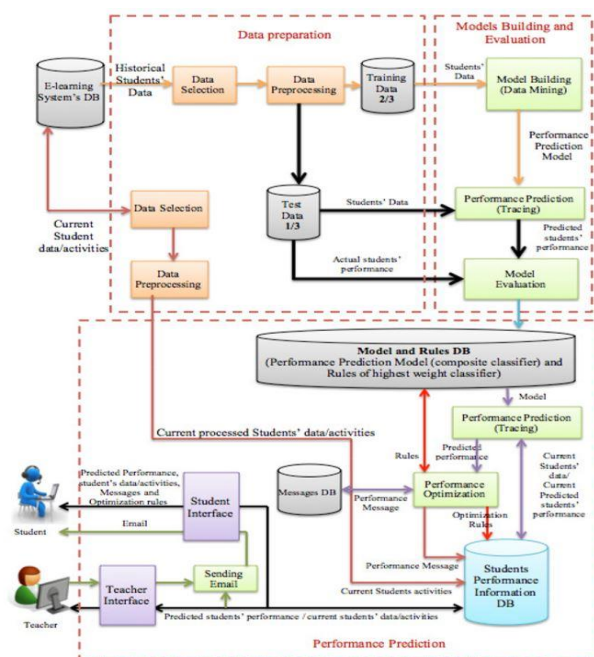 Data preparation
Models Building and
Evaluation
E-learning
System's DB
Historical
Students'
Data
Data
Selection
Data
Preprocessing
Training
Data
2/3
Students'
Data
Model Building
(Data Mining)
Performance
Prediction
Model
Current
Student
data/activities
Data Selection
Data
Preprocessing
Test
Data
1/3
Students' Data
Performance Prediction
(Tracing)
Predicted
students'
performance
Actual students'
performance
Model
Evaluation
Model and Rules DB
(Performance Prediction Model (composite classifier) and
Rules of highest weight classifier)
Model
Performance Prediction
(Tracing)
Current processed Students' data/activities
Rules
Predicted
performance
Current
Students'
data/
Current
Predicted
students'
performance
Predicted Performance,
student's data/activities,
Messages and
Optimization rules
Student
Interface
Messages DB
Performance
Message
Performance
Optimization
Optimization
Rules
Student
Email
Performance Message
Students
Performance
Information
DB
Sending
Email
Current Students activities
Teacher
Interface
Teacher
Predicted students' performance / current students' data/activities
Performance Prediction